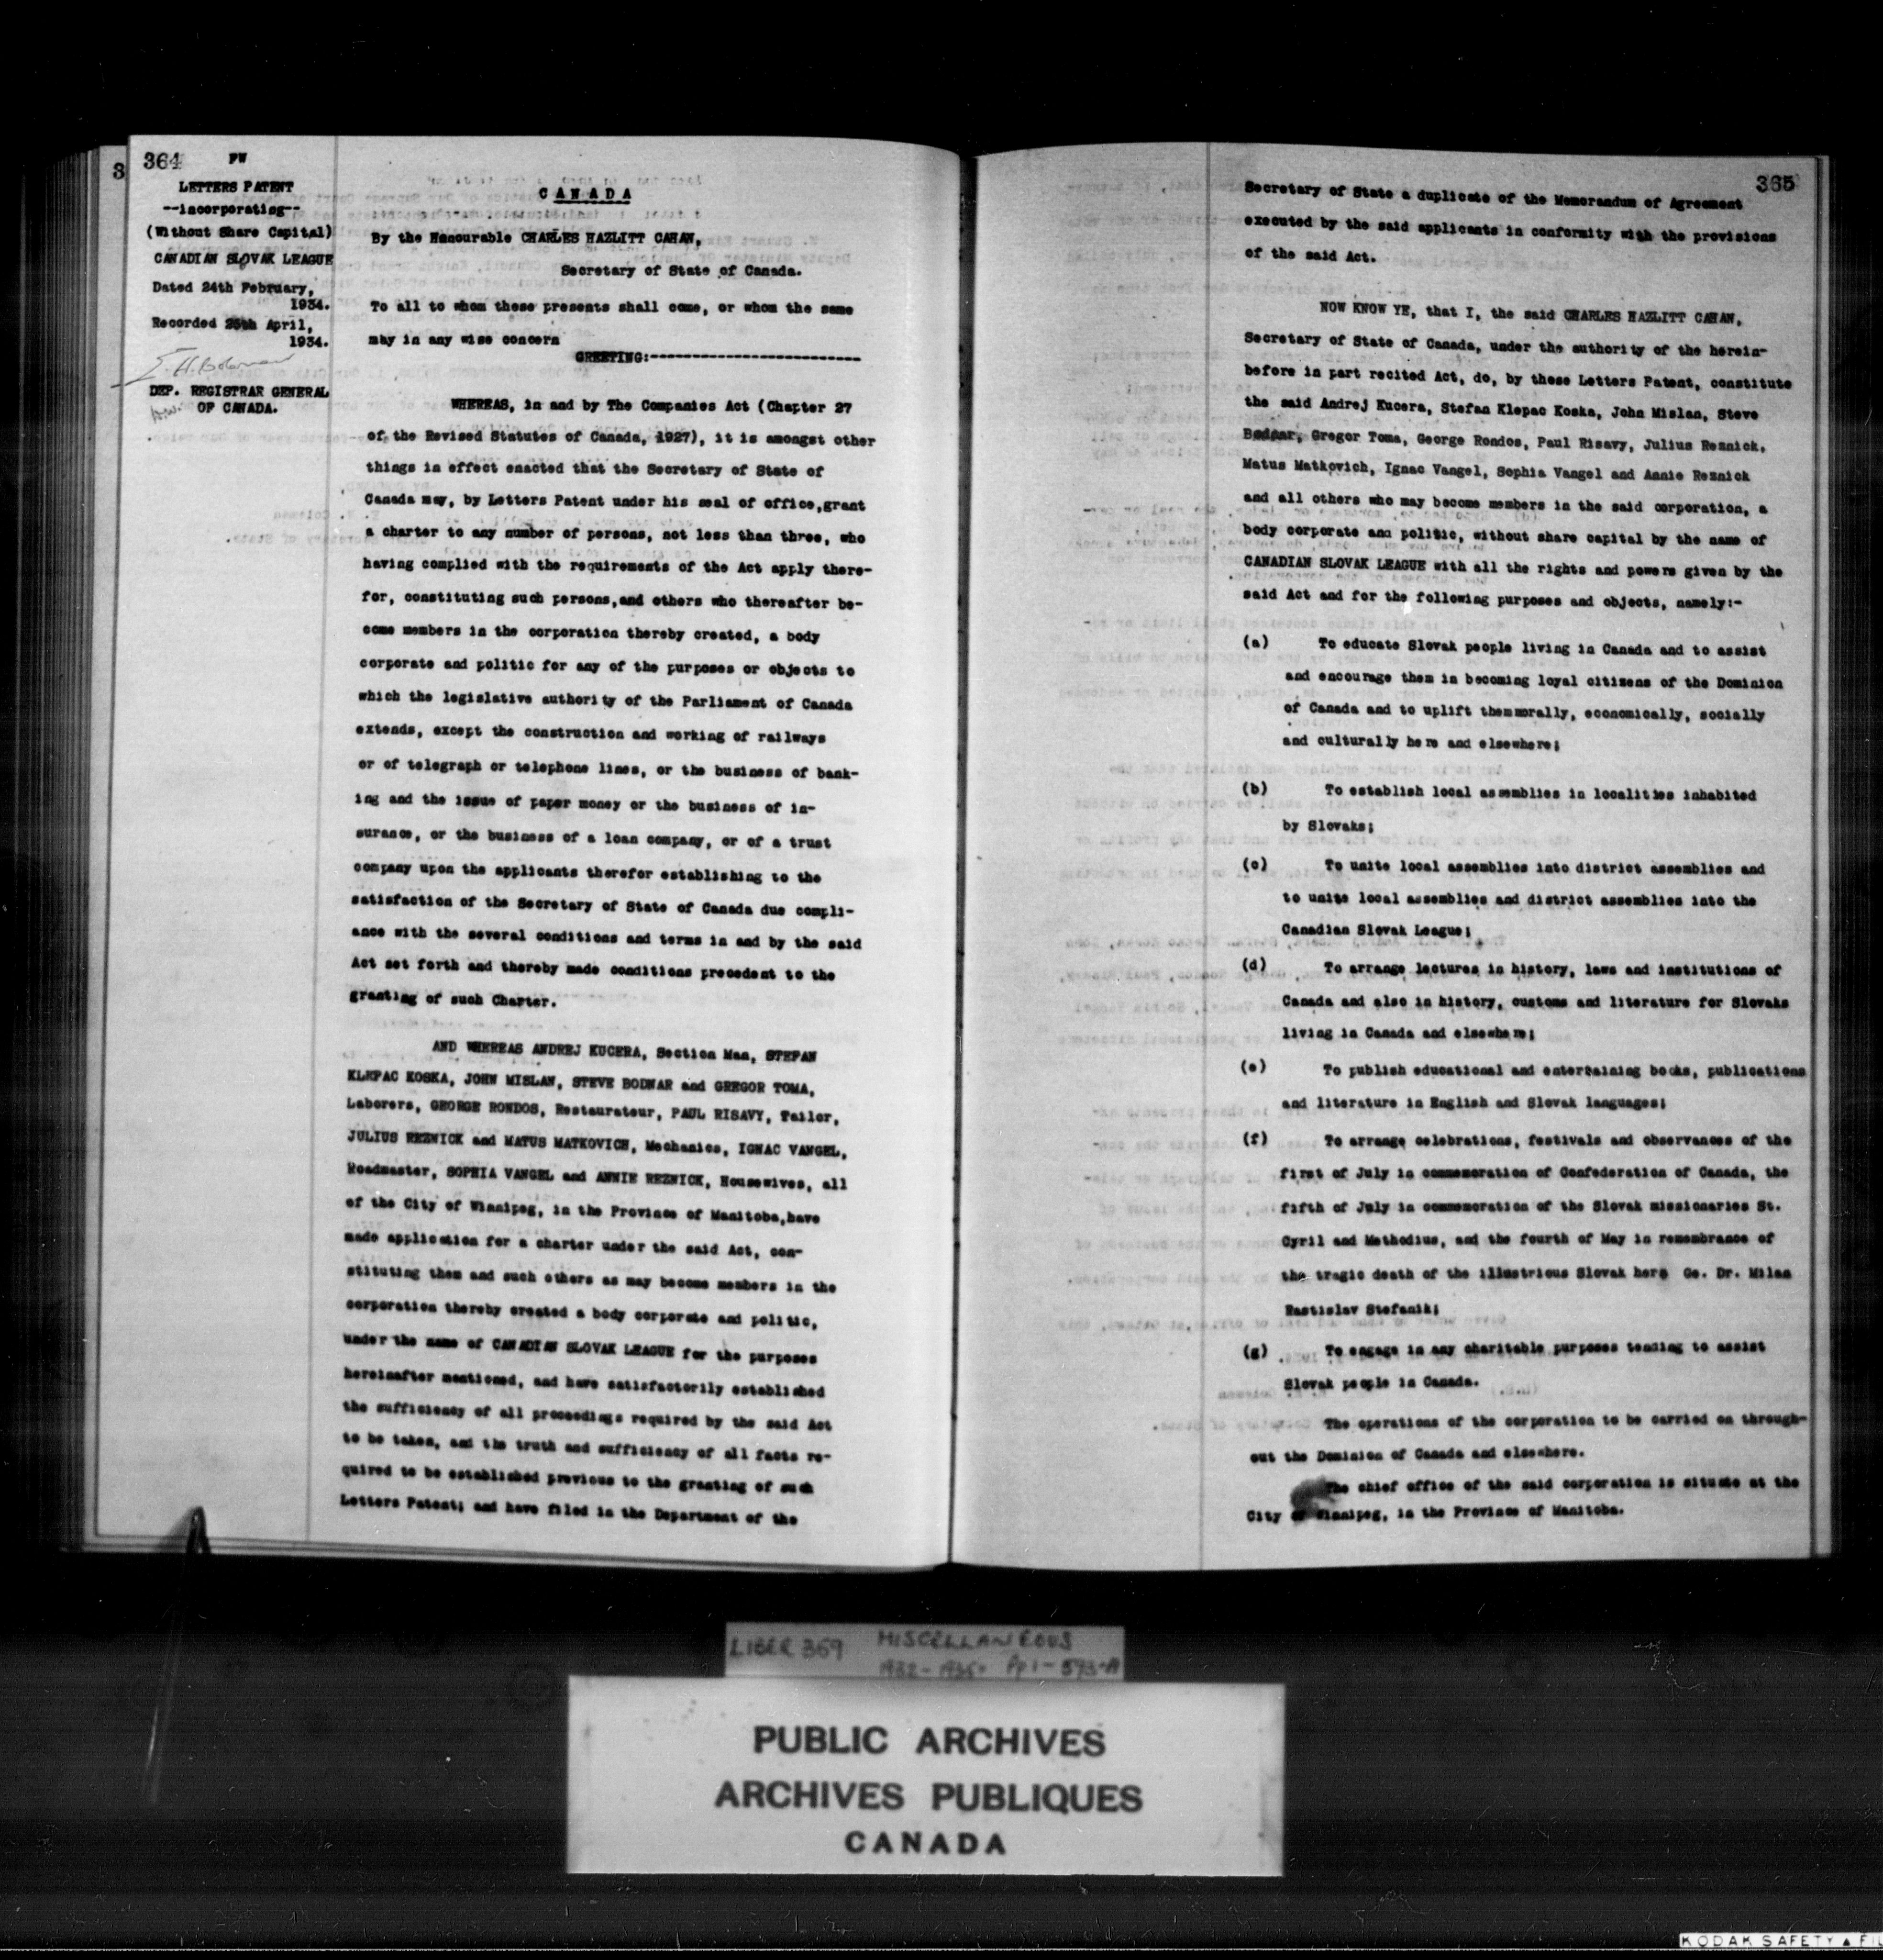 3
364
FW
LETTERS PATENT
--incorporating--
(Without Share Capital)
CANADIAN SLOVAK LEAGUE
Dated 24th February,
1934.
Recorded 25th April,
1934.
DEP. REGISTRAR GENERAL
OF CANADA.
CANADA
By the Honourable CHARLES HAZLITT CAHAN,
Secretary of State of Canada.
To all to whom these presents shall come, or whom the same
may in any wise concern
GREETING:-------------------------
WHEREAS, in and by The Companies Act (Chapter 27
of the Revised Statutes of Canada, 1927), it is amongst other
things in effect enacted that the Secretary of State of
Canada may, by Letters Patent under his seal of office,grant
a charter to any number of persons, not less than three, who
having complied with the requirements of the Act apply there-
for, constituting such persons,and others who thereafter be-
come members in the corporation thereby created, a body
corporate and politic for any of the purposes or objects to
which the legislative authority of the Parliament of Canada
extends, except the construction and working of railways
or of telegraph or telephone lines, or the business of bank-
ing and the issue of paper money or the business of in-
surance, or the business of a loan company, or of a trust
company upon the applicants therefor establishing to the
satisfaction of the Secretary of State of Canada due compli-
ance with the several conditions and terms in and by the said
Act set forth and thereby made conditions precedent to the
granting of such Charter.
AND WHEREAS ANDREJ KUCERA, Section Man, STEFAN
KLEPAC KOSKA, JOHN MISLAN, STEVE BODNAR and GREGOR TOMA,
Laborers, GEORGE RONDOS, Restaurateur, PAUL RISAVY, Tailor,
JULIUS REZNICK and MATUS MATKOVICH, Mechanics, IGNAC VANGEL,
Roadmaster, SOPHIA VANGEL and ANNIE REZNICK, Housewives, all
of the City of Winnipeg, in the Province of Manitoba,have
made application for a charter under the said Act, con-
stituting them and such others as may become members in the
corporation thereby created a body corporate and politic,
under the name of CANADIAN SLOVAK LEAGUE for the purposes
hereinafter mentioned, and have satisfactorily established
the sufficiency of all proceedings required by the said Act
to be taken, and the truth and sufficiency of all facts re-
quired to be established previous to the granting of such
Letters Patent; and have filed in the Department of the
365
Secretary of State a duplicate of the Memorandum of Agreement
executed by the said applicants in conformity with the provisions
of the said Act.
NOW KNOW YE, that I, the said CHARLES HAZLITT CAHAN,
Secretary of State of Canada, under the authority of the herein-
before in part recited Act, do, by these Letters Patent, constitute
the said Andrej Kucera, Stefan Klepac Koska, John Mislan, Steve
Bodnar, Gregor Toma, George Rondos, Paul Risavy, Julius Reznick,
Matus Matkovich, Ignac Vangel, Sophia Vangel and Annie Reznick
and all others who may become members in the said corporation, a
body corporate and politic, without share capital by the name of
CANADIAN SLOVAK LEAGUE with all the rights and powers given by the
said Act and for the following purposes and objects, namely:-
(a) To educate Slovak people living in Canada and to assist
and encourage them in becoming loyal citizens of the Dominion
of Canada and to uplift themmorally, economically, socially
and culturally here and elsewhere;
(b) To establish local assemblies in localities inhabited
by Slovaks;
(c) To unite local assemblies into district assemblies and
to unite local assemblies and district assemblies into the
Canadian Slovak League;
(d) To arrange lectures in history, laws and institutions of
Canada and also in history, customs and literature for Slovaks
living in Canada and elsewhere;
(e) To publish educational and entertaining books, publications
and literature in English and Slovak languages;
(f) To arrange celebrations, festivals and observances of the
first of July in commemoration of Confederation of Canada, the
fifth of July in commemoration of the Slovak missionaries St.
Cyril and Methodius, and the fourth of May in remembrance of
the tragic death of the illustrious Slovak hero Ge. Dr. Milan
Rastislav Stefanik;
(g) To engage in any charitable purposes tending to assist
Slovak people in Canada.
The operations of the corporation to be carried on through-
out the Dominion of Canada and elsewhere.
The chief office of the said corporation is situate at the
City of Winnipeg, in the Province of Manitoba.
LIBER 369 MISCELLANEOUS
1932- Pp 1- 593-A
PUBLIC ARCHIVES
ARCHIVES PUBLIQUES
CANADA
KODAK SAFETY ▲ FIL